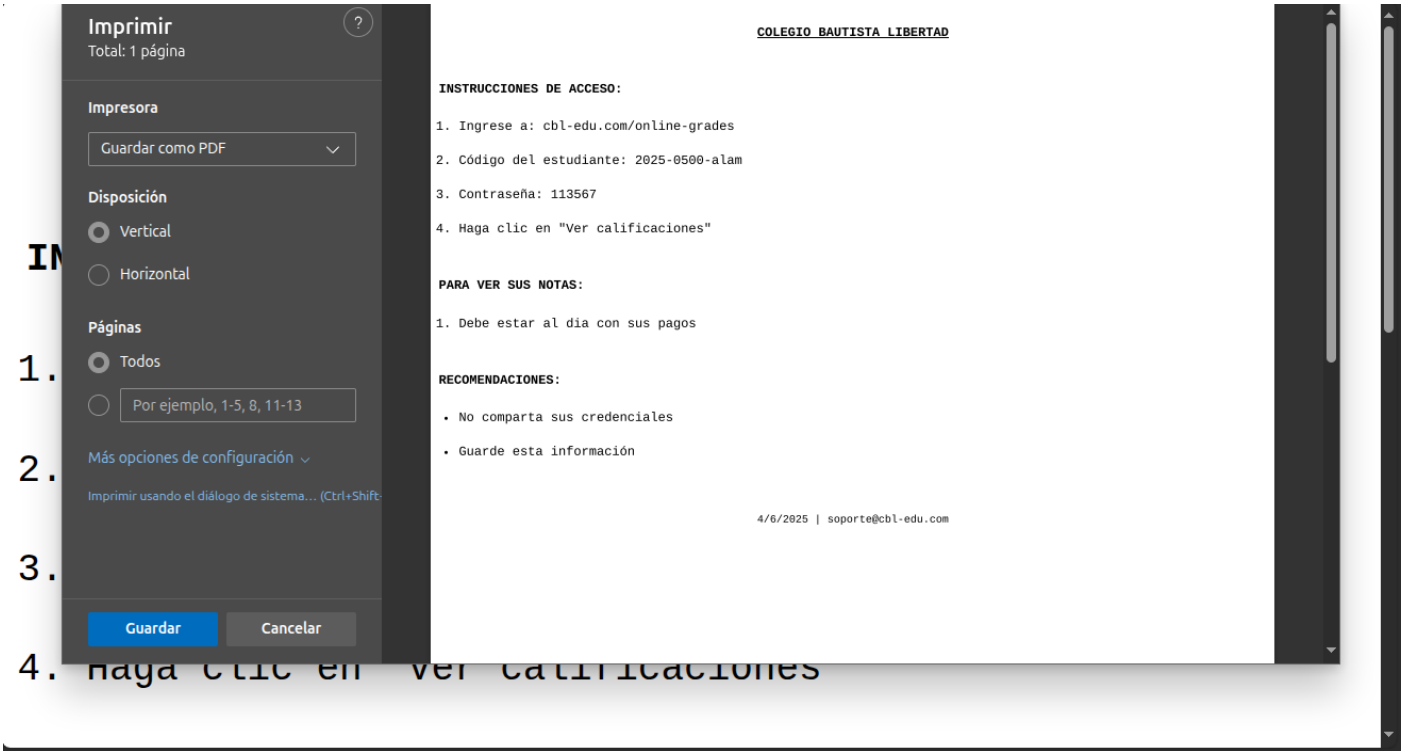 Imprimir
?
Total: 1 página
Impresora
Guardar como PDF
Disposición
Vertical
Horizontal
Páginas
Todos
Por ejemplo, 1-5, 8, 11-13
Más opciones de configuración
Imprimir usando el diálogo de sistema... (Ctrl+Shift-
Guardar
Cancelar
COLEGIO BAUTISTA LIBERTAD
INSTRUCCIONES DE ACCESO:
1. Ingrese a: cbl-edu.com/online-grades
2. Código del estudiante: 2025-0500-alam
3. Contraseña: 113567
4. Haga clic en "Ver calificaciones"
PARA VER SUS NOTAS:
1. Debe estar al dia con sus pagos
RECOMENDACIONES:
• No comparta sus credenciales
• Guarde esta información
4/6/2025 | soporte@cbl-edu.com
IN
1.
2.
3.
4. Haga clic en Ver calificaciones